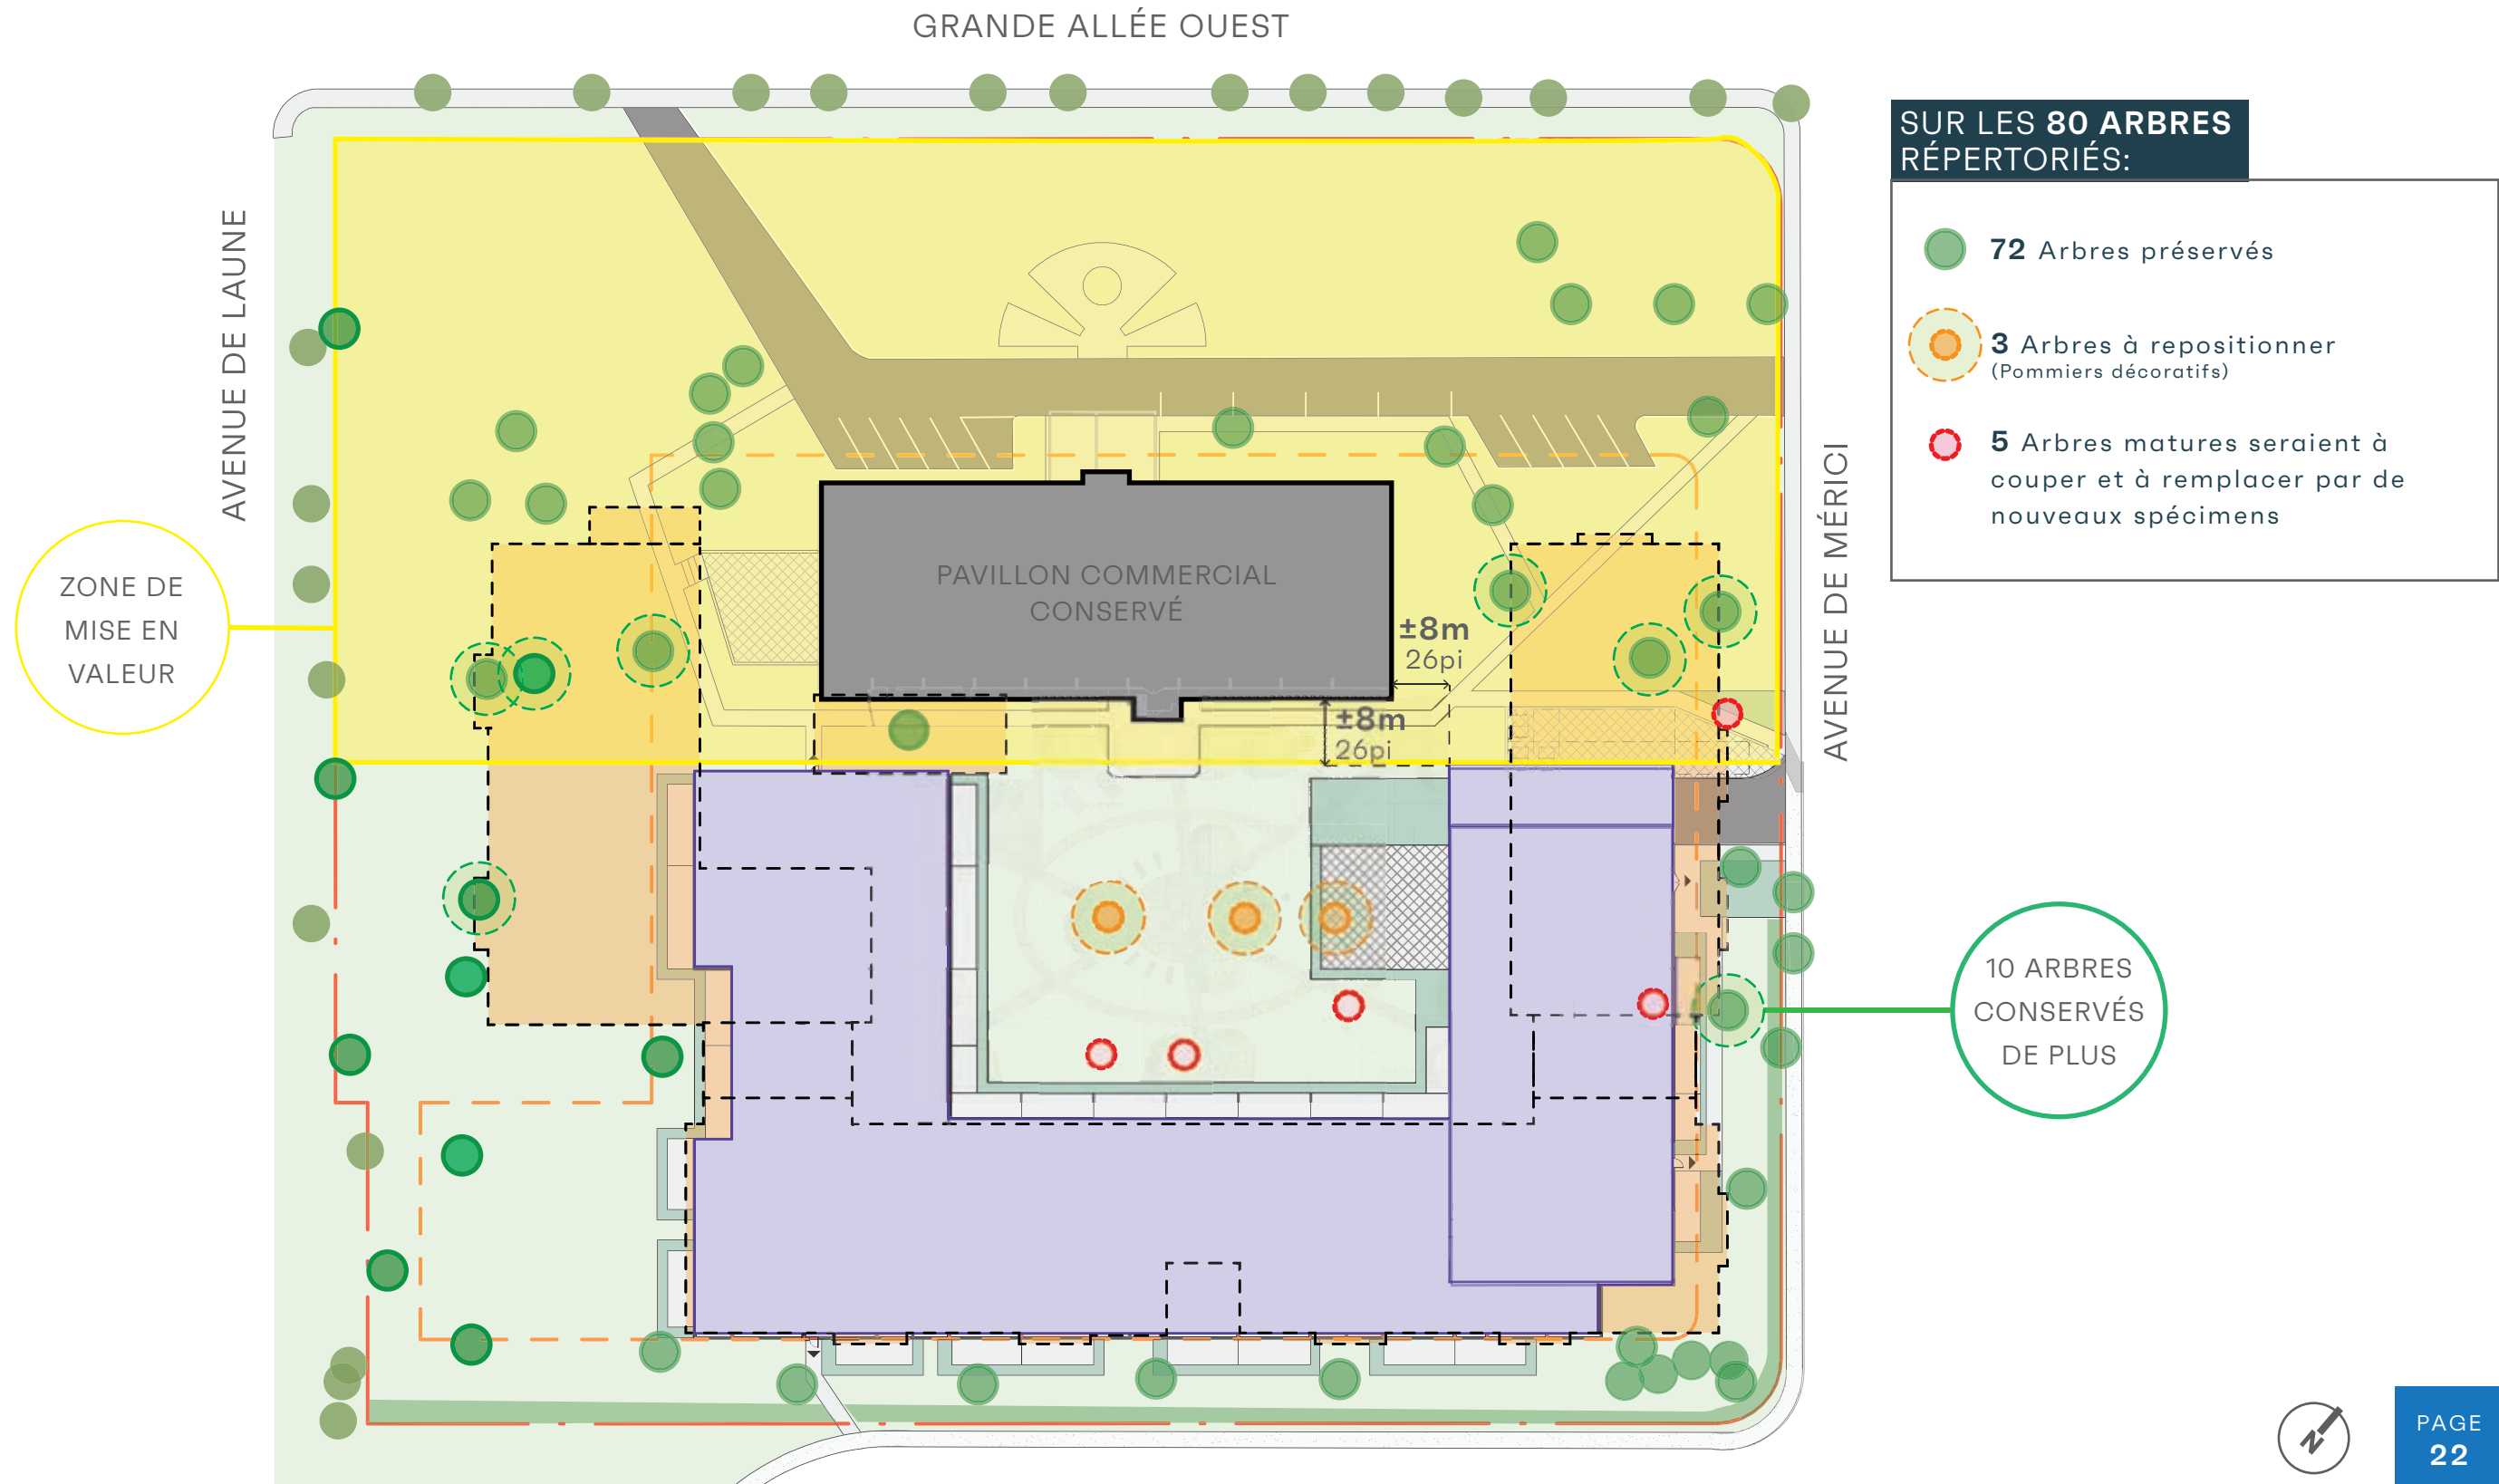 GRANDE ALLÉE OUEST
AVENUE DE LAUNE
ZONE DE
MISE EN
VALEUR
PAVILLON COMMERCIAL
CONSERVÉ
±8m
26pi
±8m
26pi
AVENUE DE MÉRICI
SUR LES 80 ARBRES
RÉPERTORIÉS:
72 Arbres préservés
3 Arbres à repositionner
(Pommiers décoratifs)
5 Arbres matures seraient à
couper et à remplacer par de
nouveaux spécimens
10 ARBRES
CONSERVÉS
DE PLUS
N
PAGE
22